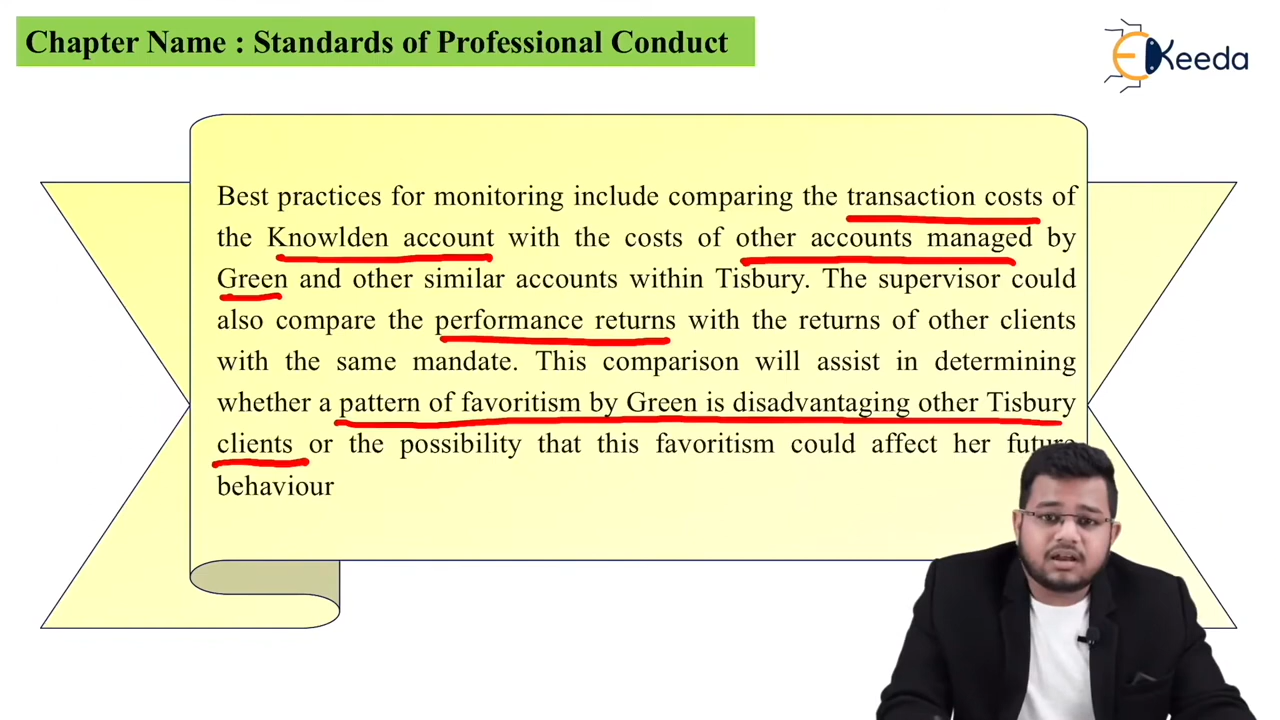 Chapter Name : Standards of Professional Conduct
EKeeda
Best practices for monitoring include comparing the transaction costs of
the Knowlden account with the costs of other accounts managed by
Green and other similar accounts within Tisbury. The supervisor could
also compare the performance returns with the returns of other clients
with the same mandate. This comparison will assist in determining
whether a pattern of favoritism by Green is disadvantaging other Tisbury
clients or the possibility that this favoritism could affect her future
behaviour